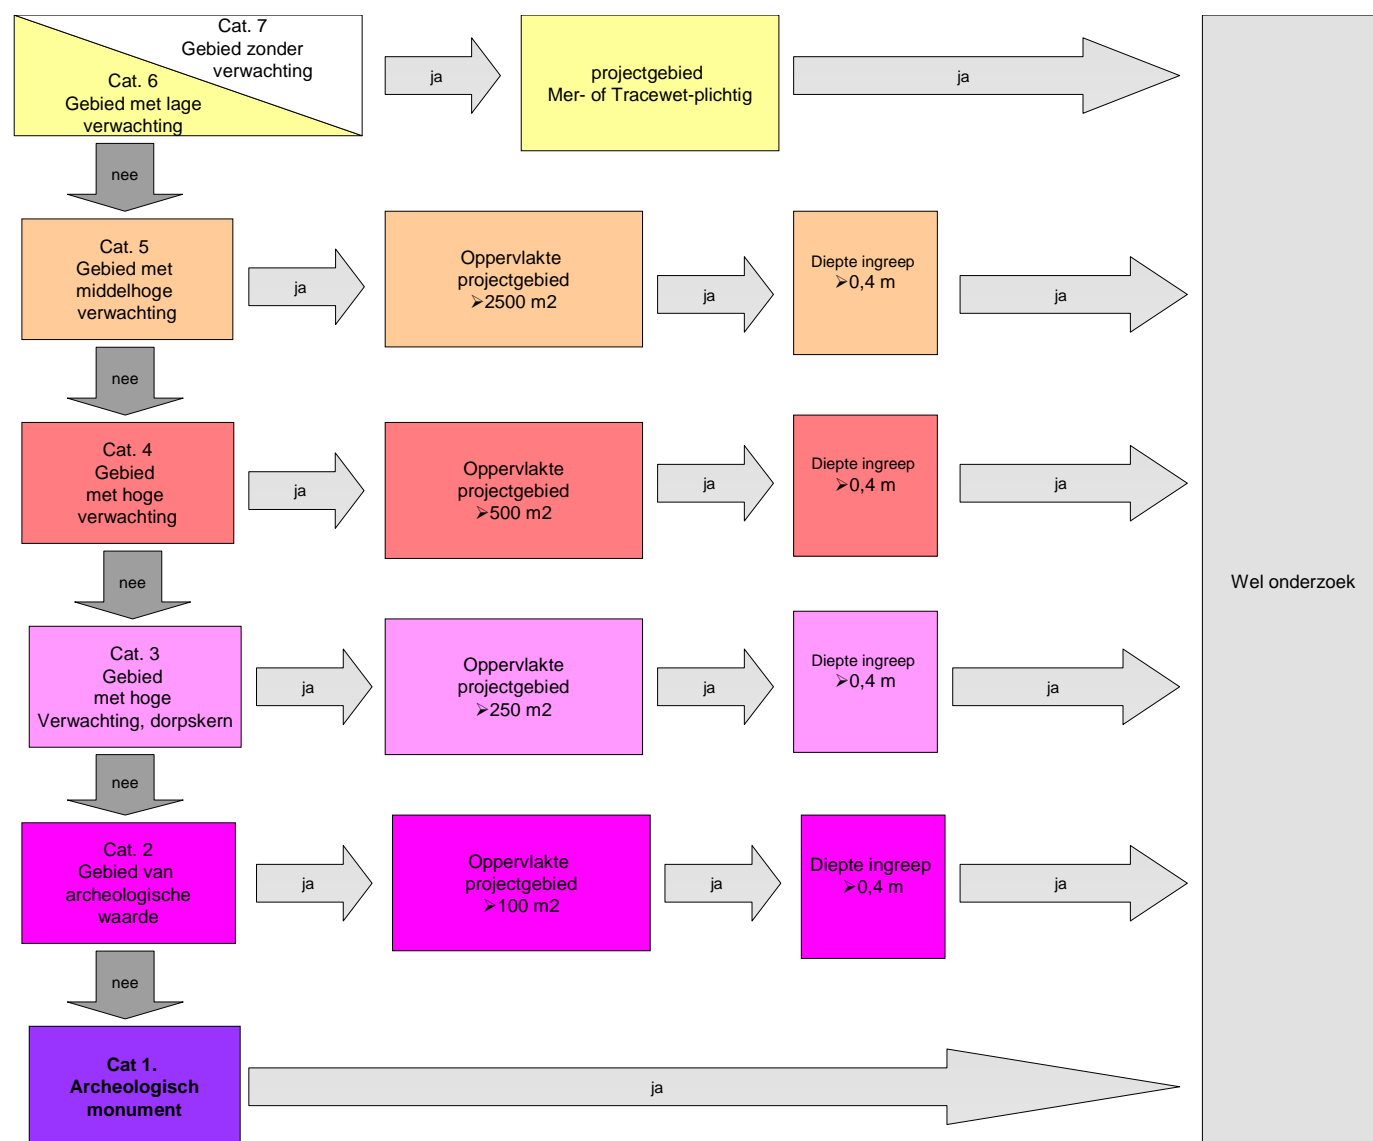 Cat. 7
Gebied zonder
verwachting
Cat. 6
Gebied met lage
verwachting
ja
projectgebied
Mer- of Tracewet-plichtig
ja
nee
Cat. 5
Gebied met
middelhoge
verwachting
ja
Oppervlakte
projectgebied
➢2500 m2
ja
Diepte ingreep
➢0,4 m
ja
nee
Cat. 4
Gebied
met hoge
verwachting
ja
Oppervlakte
projectgebied
➢500 m2
ja
Diepte ingreep
➢0,4 m
ja
nee
Wel onderzoek
Cat. 3
Gebied
met hoge
Verwachting, dorpskern
ja
Oppervlakte
projectgebied
➢250 m2
ja
Diepte ingreep
➢0,4 m
ja
nee
Cat. 2
Gebied van
archeologische
waarde
ja
Oppervlakte
projectgebied
➢100 m2
ja
Diepte ingreep
➢0,4 m
ja
nee
Cat 1.
Archeologisch
monument
ja